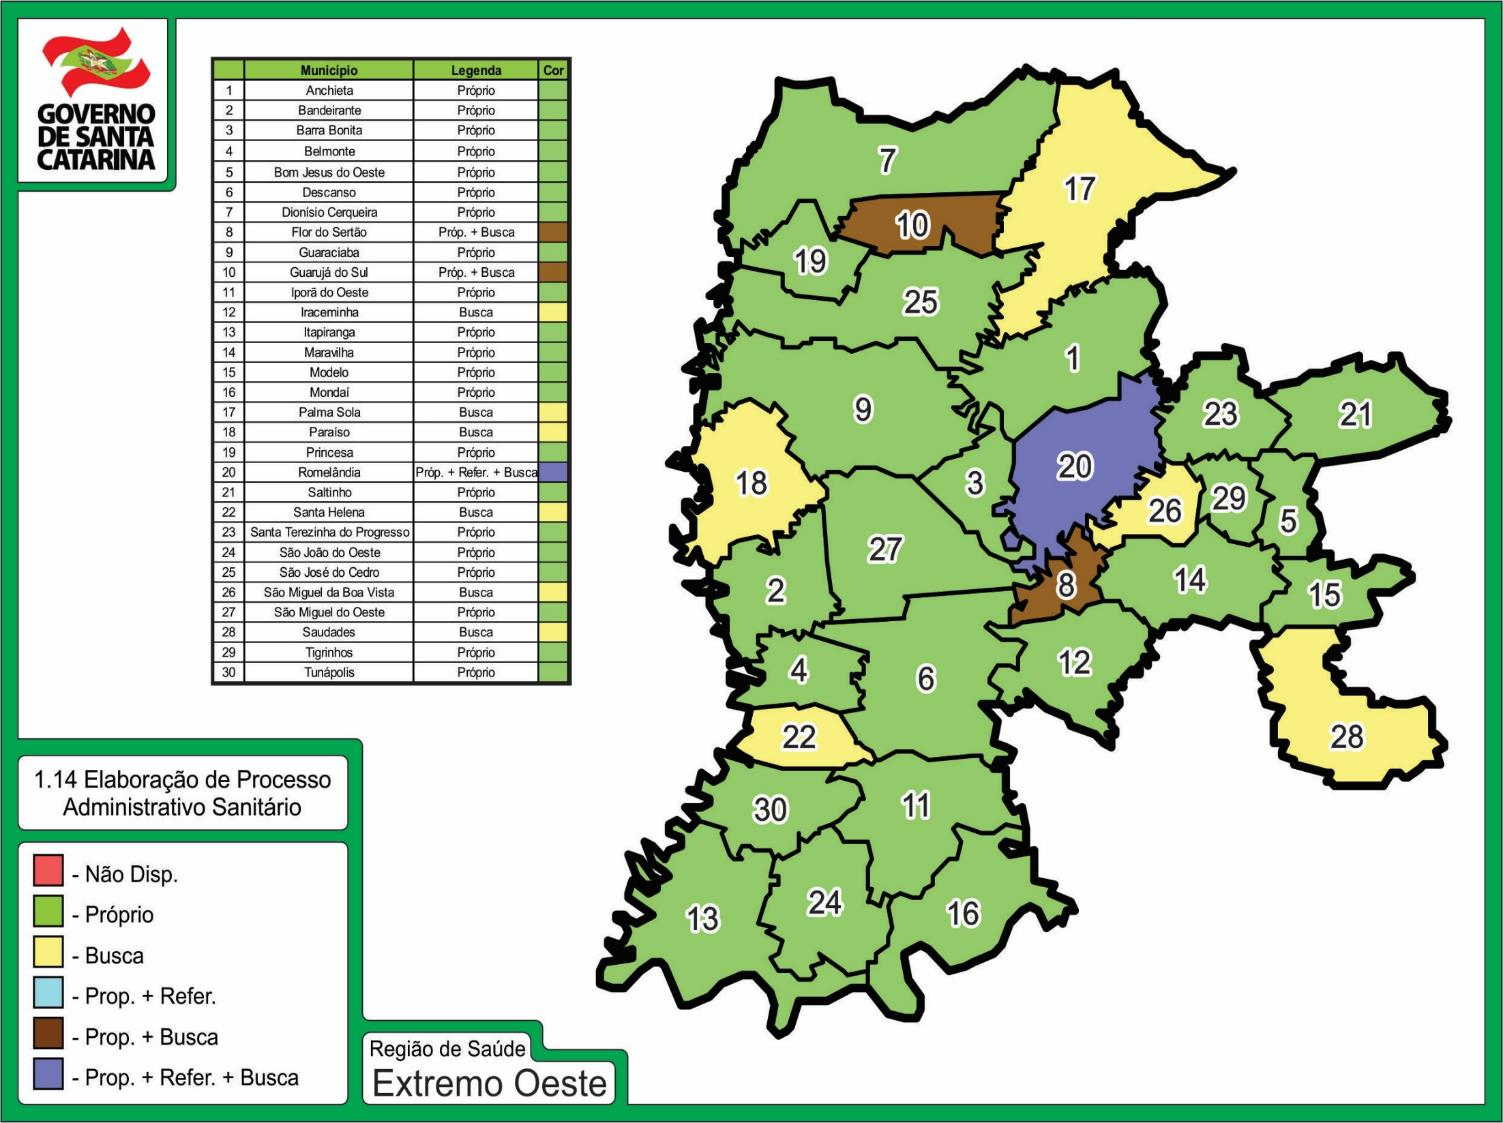 GOVERNO
DE SANTA
CATARINA
Município Legenda Cor
1 Anchieta Próprio
2 Bandeirante Próprio
3 Barra Bonita Próprio
4 Belmonte Próprio
5 Bom Jesus do Oeste Próprio
6 Descanso Próprio
7 Dionísio Cerqueira Próprio
8 Flor do Sertão Próp. + Busca
9 Guaraciaba Próprio
10 Guarujá do Sul Próp. + Busca
11 Iporã do Oeste Próprio
12 Iraceminha Busca
13 Itapiranga Próprio
14 Maravilha Próprio
15 Modelo Próprio
16 Mondaí Próprio
17 Palma Sola Busca
18 Paraíso Busca
19 Princesa Próprio
20 Romelândia Próp. + Refer. + Busca
21 Saltinho Próprio
22 Santa Helena Busca
23 Santa Terezinha do Progresso Próprio
24 São João do Oeste Próprio
25 São José do Cedro Próprio
26 São Miguel da Boa Vista Busca
27 São Miguel do Oeste Próprio
28 Saudades Busca
29 Tigrinhos Próprio
30 Tunápolis Próprio
7
17
10
19
25
1
9
23
21
20
18
3
29
26
5
27
14
8
2
15
12
4
6
22
28
11
30
24
16
13
1.14 Elaboração de Processo
Administrativo Sanitário
- Não Disp.
- Próprio
- Busca
- Prop. + Refer.
- Prop. + Busca
- Prop. + Refer. + Busca
Região de Saúde
Extremo Oeste